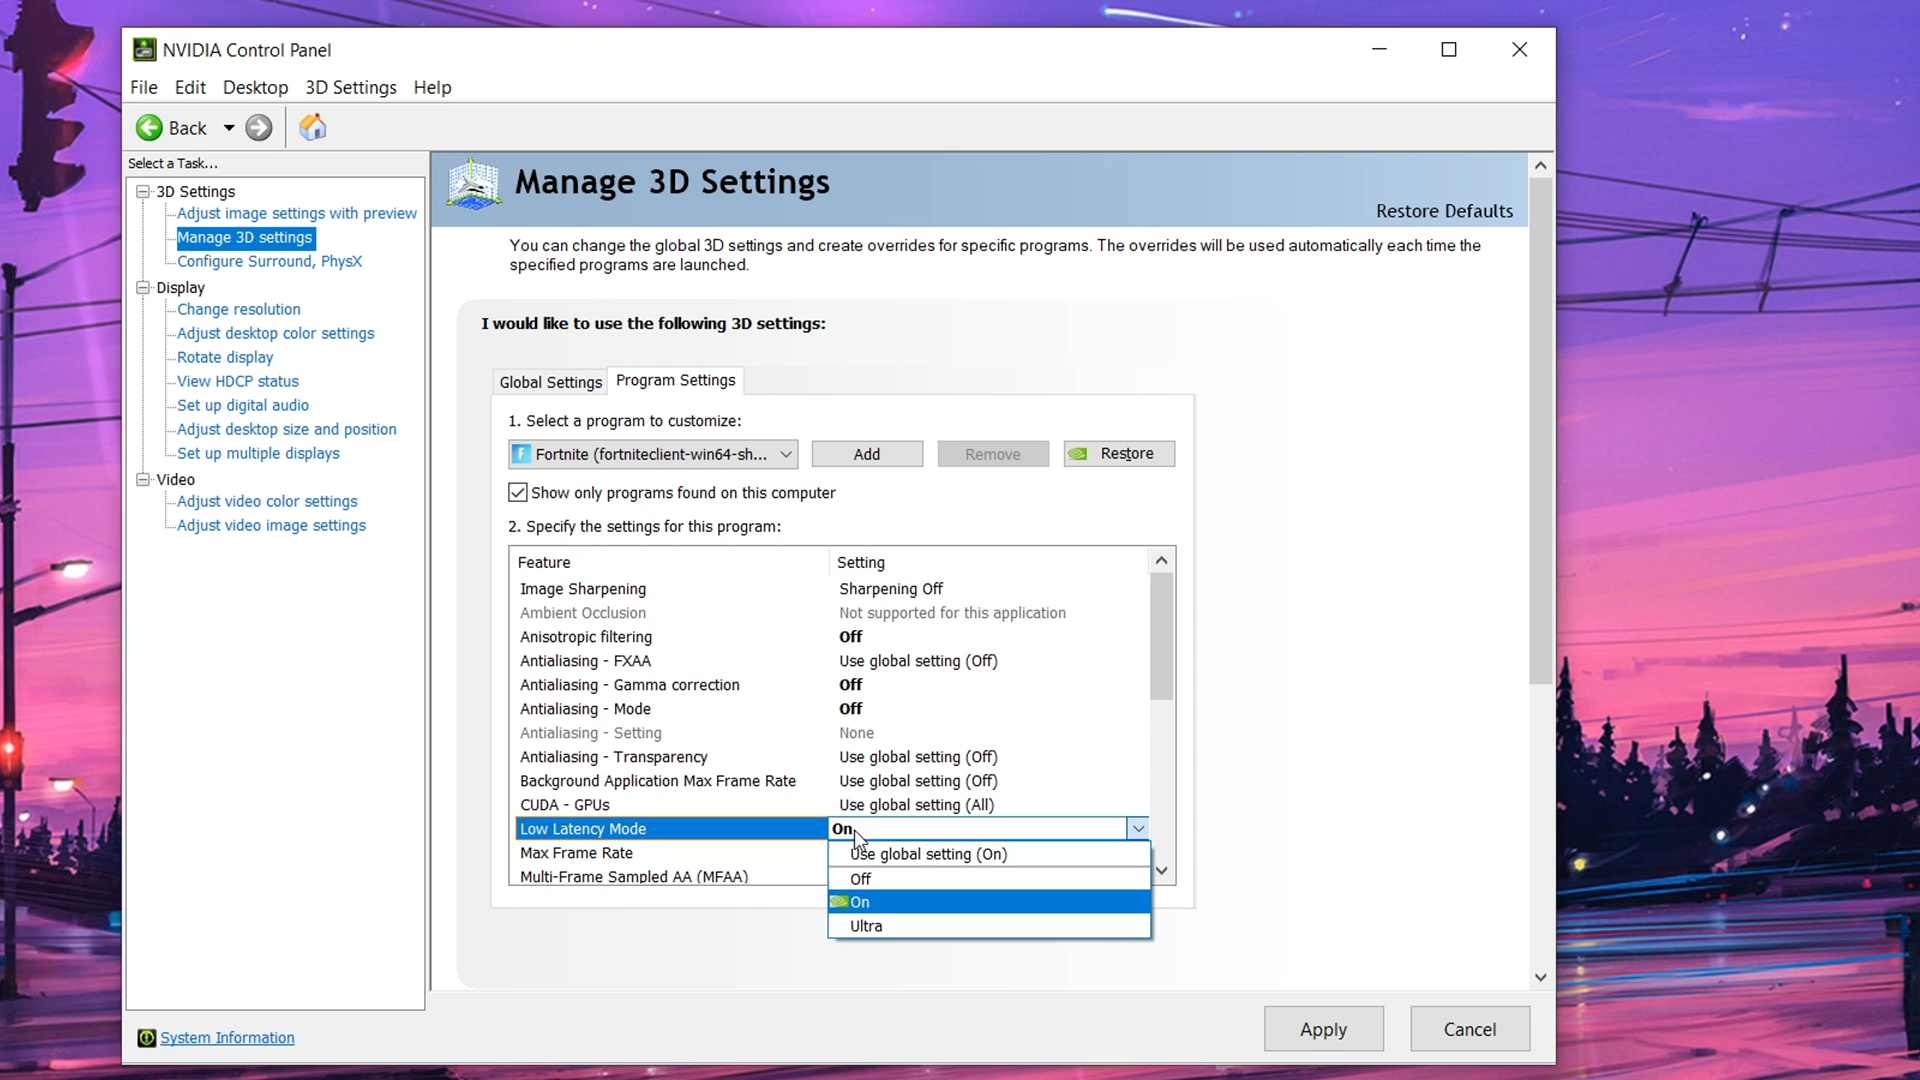 NVIDIA Control Panel
File Edit Desktop 3D Settings Help
Back
Select a Task...
3D Settings
Adjust image settings with preview
Manage 3D settings
Configure Surround, PhysX
Display
Change resolution
Adjust desktop color settings
Rotate display
View HDCP status
Set up digital audio
Adjust desktop size and position
Set up multiple displays
Video
Adjust video color settings
Adjust video image settings
System Information
Manage 3D Settings
Restore Defaults
You can change the global 3D settings and create overrides for specific programs. The overrides will be used automatically each time the
specified programs are launched.
I would like to use the following 3D settings:
Global Settings Program Settings
1. Select a program to customize:
Fortnite (fortniteclient-win64-sh... Add Remove Restore
Show only programs found on this computer
2. Specify the settings for this program:
Feature Setting
Image Sharpening Sharpening Off
Ambient Occlusion Not supported for this application
Anisotropic filtering Off
Antialiasing - FXAA Use global setting (Off)
Antialiasing - Gamma correction Off
Antialiasing - Mode Off
Antialiasing - Setting None
Antialiasing - Transparency Use global setting (Off)
Background Application Max Frame Rate Use global setting (Off)
CUDA - GPUs Use global setting (All)
Low Latency Mode On
Max Frame Rate Use global setting (On)
Multi-Frame Sampled AA (MFAA) Off
On
Ultra
Apply Cancel